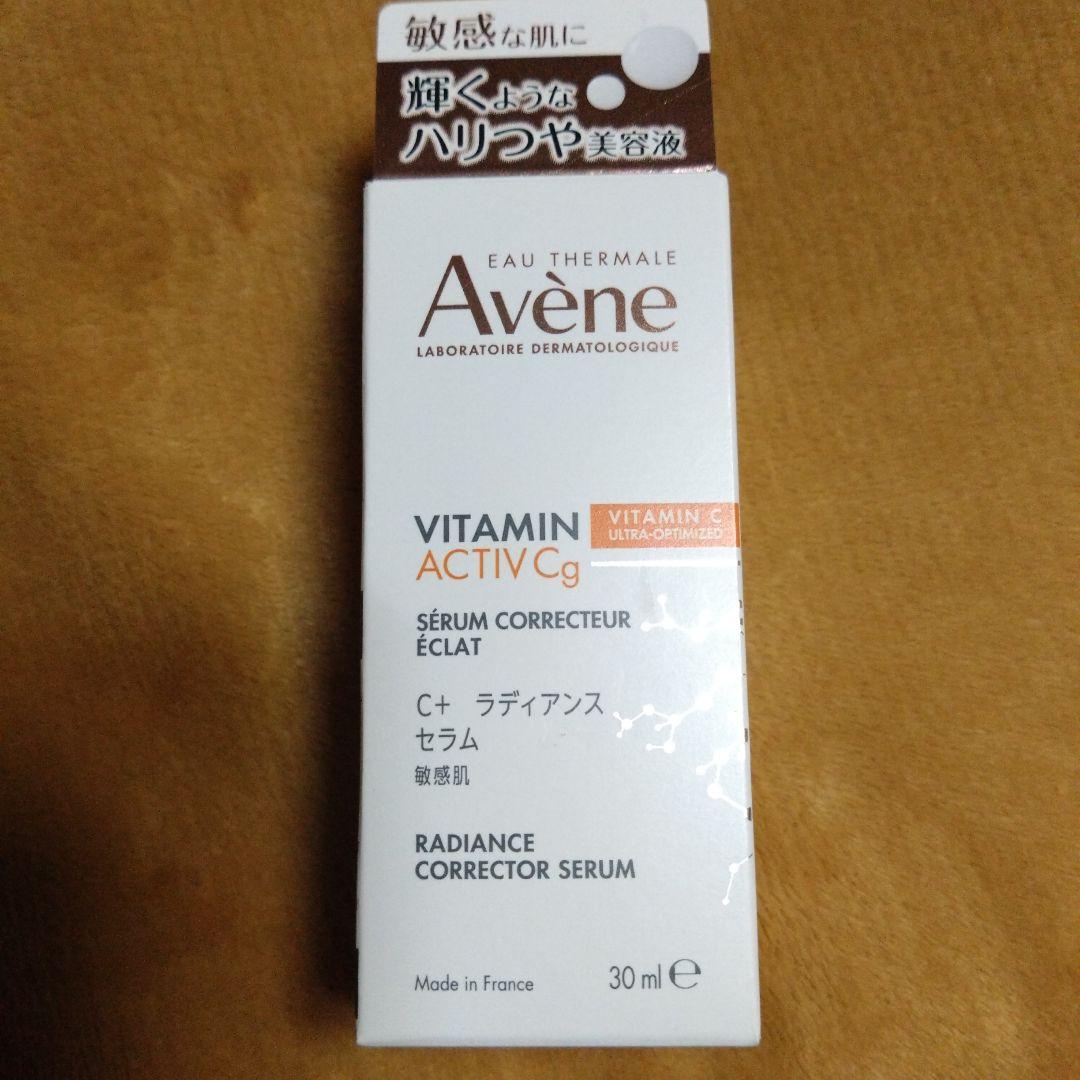 敏感な肌に
輝くような
ハリつや美容液
EAU THERMALE
Avène
LABORATOIRE DERMATOLOGIQUE
VITAMIN
ACTIV Cg
VITAMIN C
ULTRA-OPTIMIZED
SÉRUM CORRECTEUR
ÉCLAT
C+ ラディアンス
セラム
敏感肌
RADIANCE
CORRECTOR SERUM
Made in France
30 ml ℮